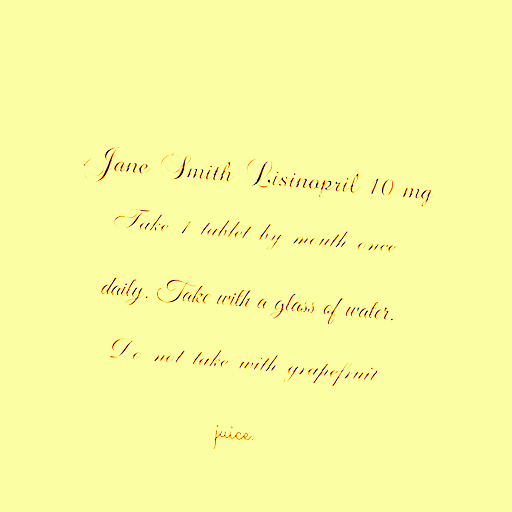 Jane Smith Lisinopril 10 mg
Take 1 tablet by mouth once
daily. Take with a glass of water.
Do not take with grapefruit
juice.